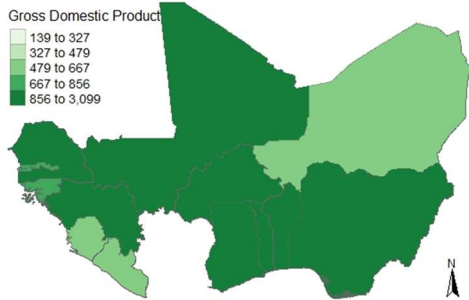 Gross Domestic Product
139 to 327
327 to 479
479 to 667
667 to 856
856 to 3,099
N